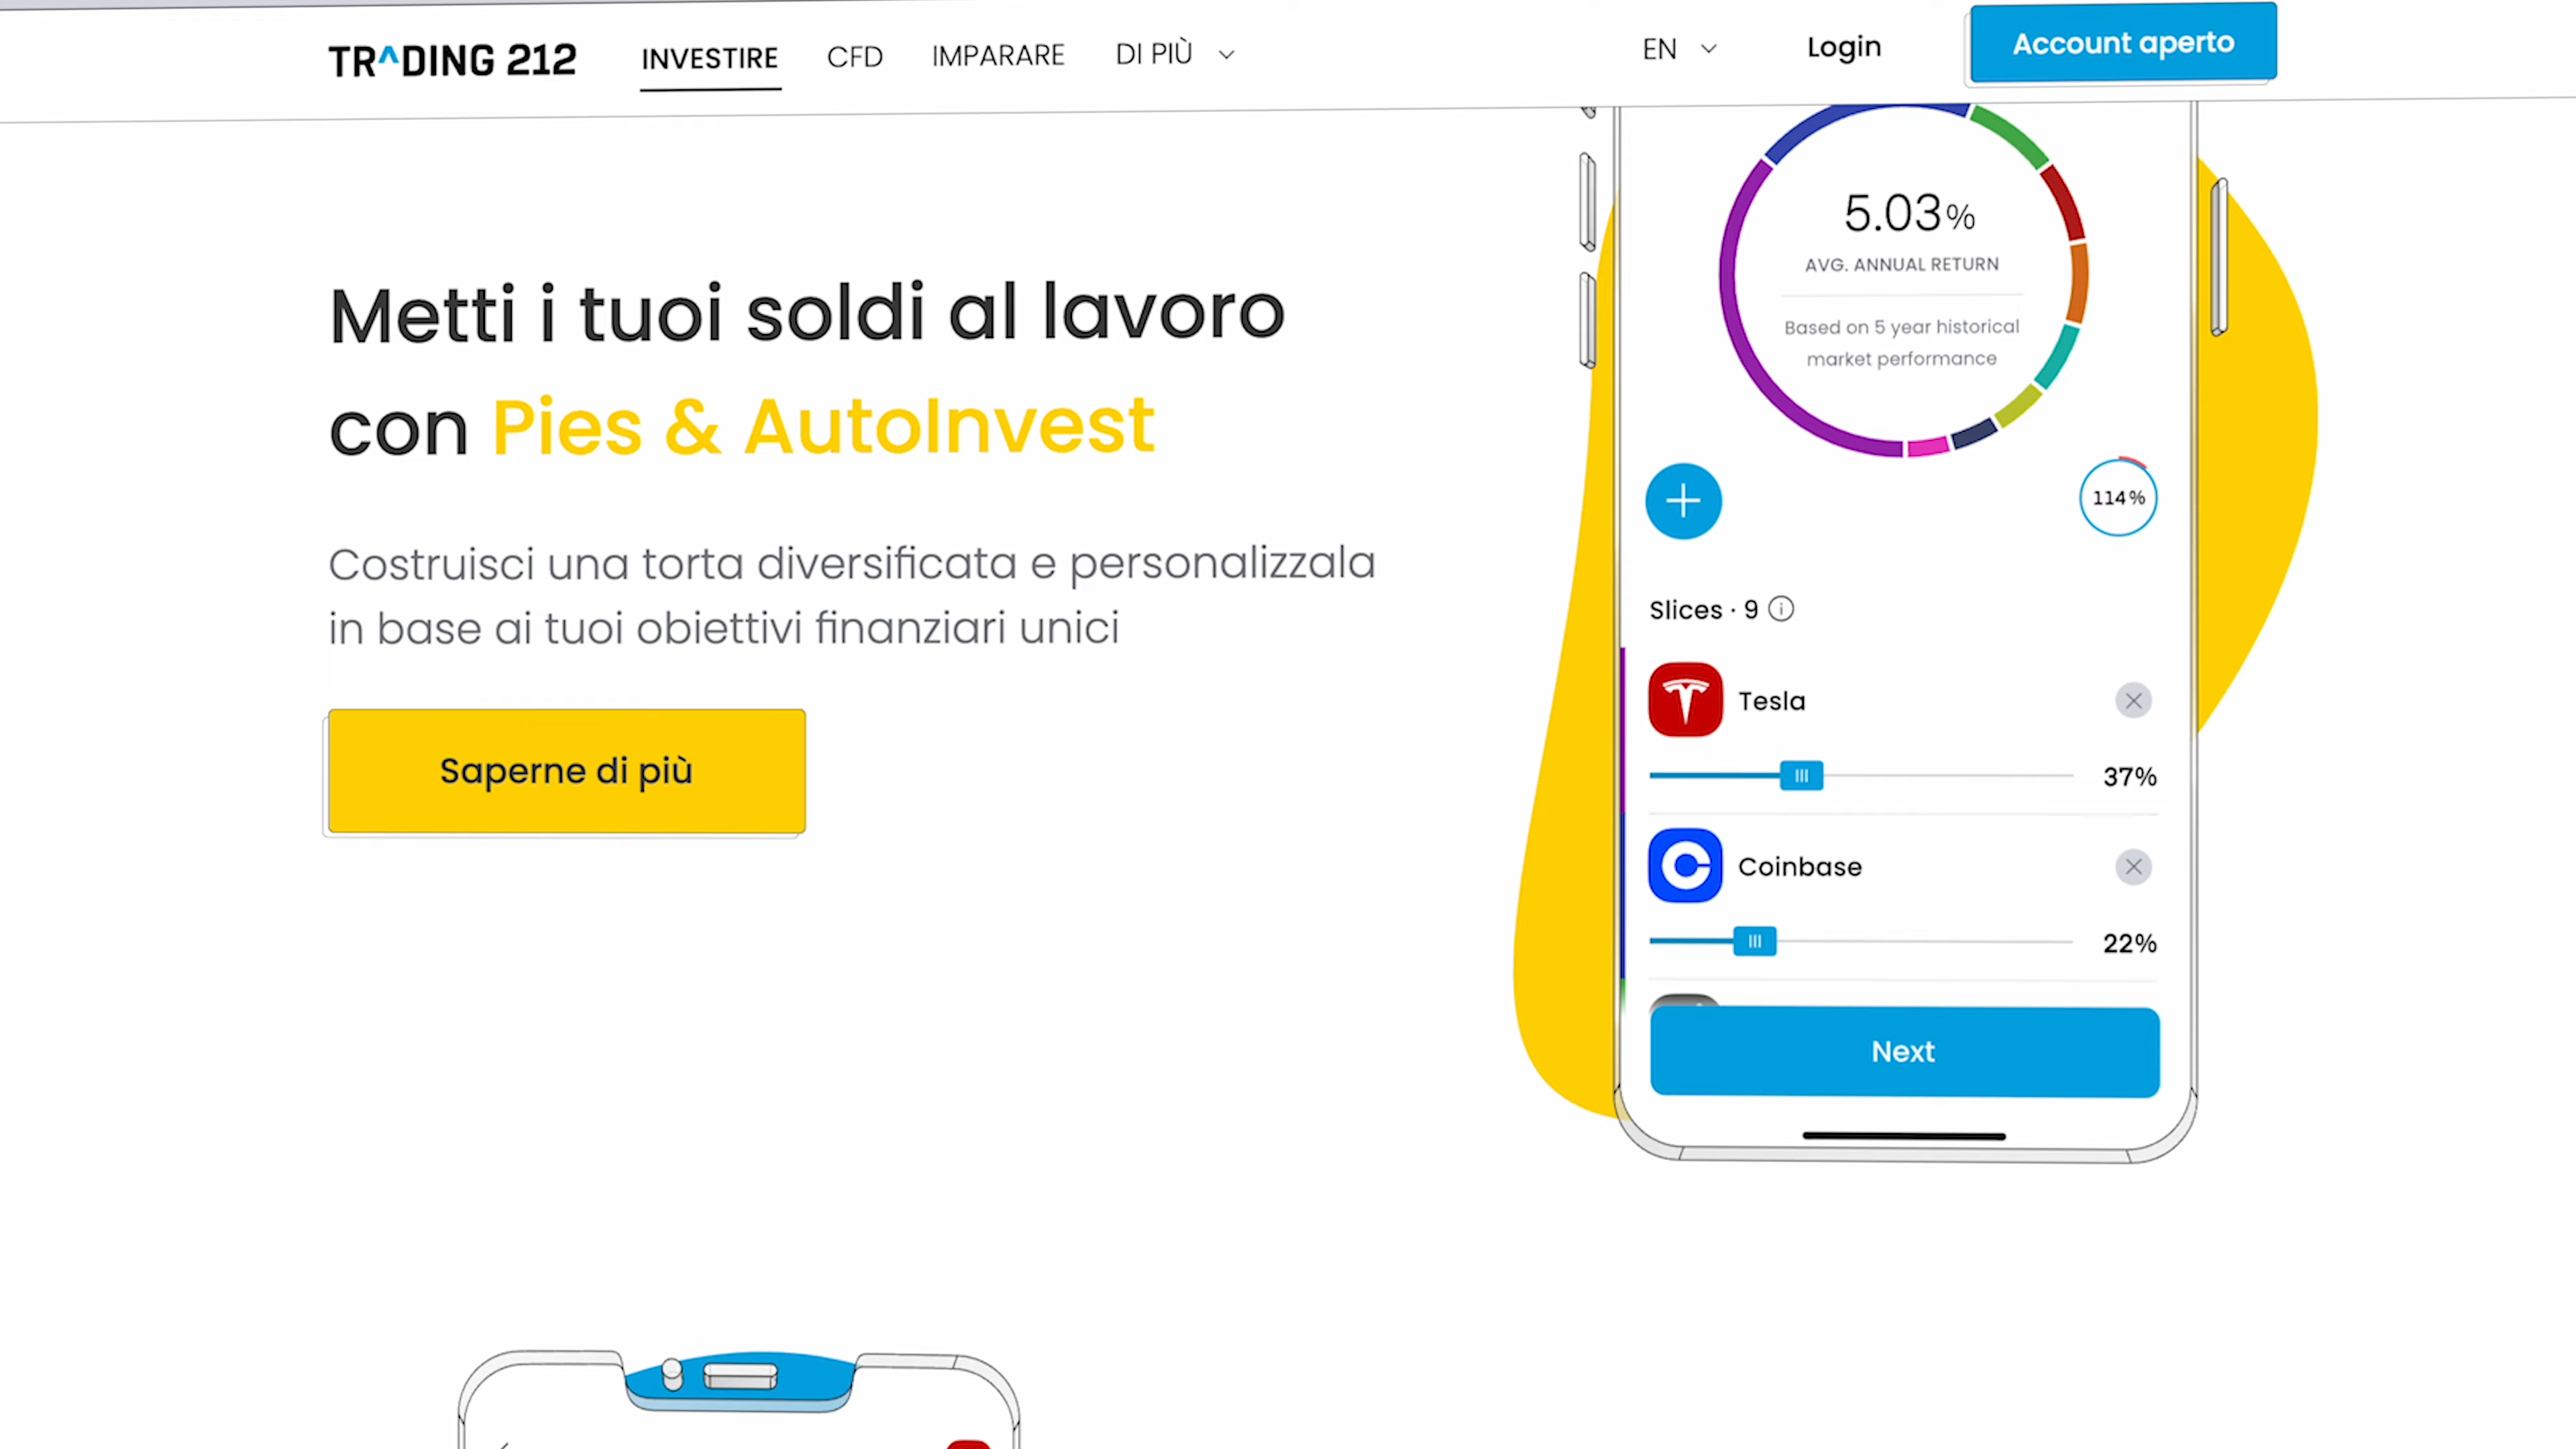 TRADING 212
INVESTIRE
CFD
IMPARARE
DI PIÙ
EN
Login
Account aperto
Metti i tuoi soldi al lavoro
con Pies & AutoInvest
Costruisci una torta diversificata e personalizzala
in base ai tuoi obiettivi finanziari unici
Saperne di più
5.03%
AVG. ANNUAL RETURN
Based on 5 year historical
market performance
114%
Slices · 9
Tesla
37%
Coinbase
22%
Next